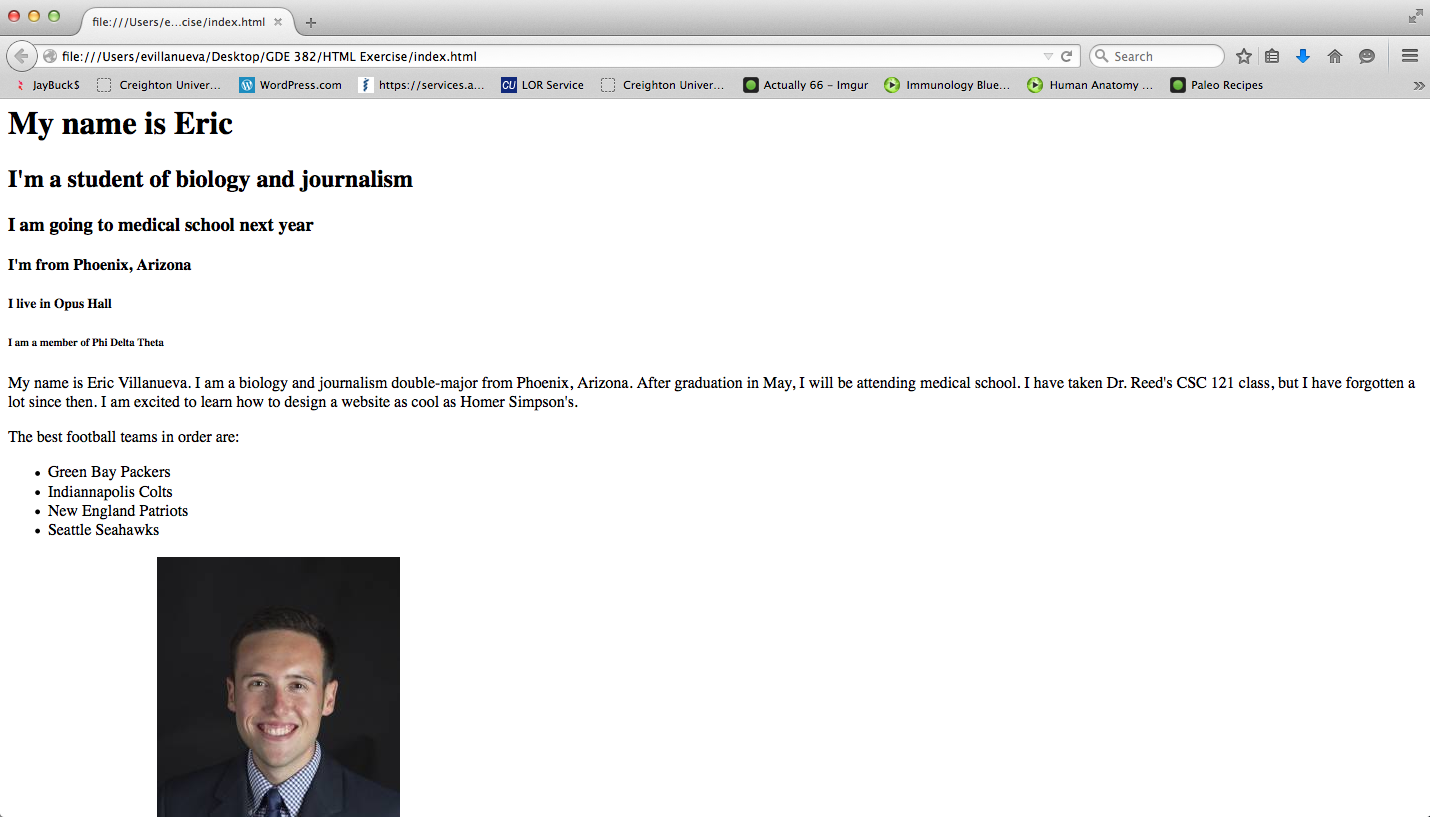 file:///Users/e...cise/index.html
file:///Users/evillanueva/Desktop/GDE 382/HTML Exercise/index.html
Search
JayBuck$
Creighton Univer...
WordPress.com
https://services.a...
CU LOR Service
Creighton Univer...
Actually 66 – Imgur
Immunology Blue...
Human Anatomy ...
Paleo Recipes
My name is Eric
I'm a student of biology and journalism
I am going to medical school next year
I'm from Phoenix, Arizona
I live in Opus Hall
I am a member of Phi Delta Theta
My name is Eric Villanueva. I am a biology and journalism double-major from Phoenix, Arizona. After graduation in May, I will be attending medical school. I have taken Dr. Reed's CSC 121 class, but I have forgotten a
lot since then. I am excited to learn how to design a website as cool as Homer Simpson's.
The best football teams in order are:
• Green Bay Packers
• Indiannapolis Colts
• New England Patriots
• Seattle Seahawks